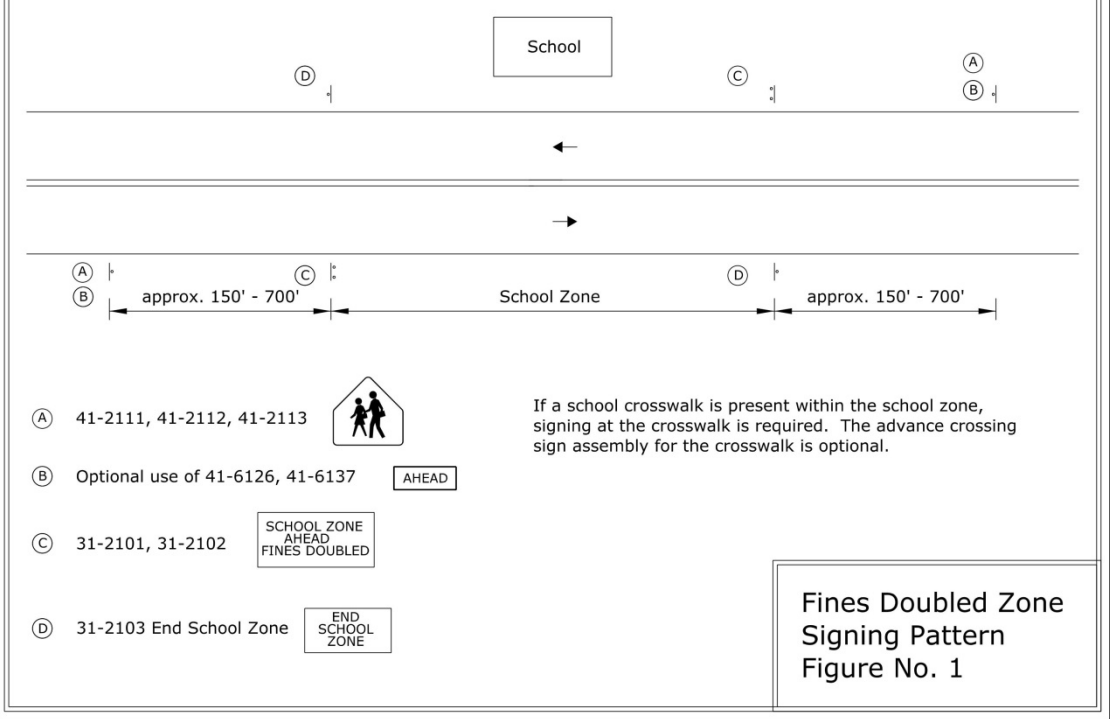 School
D
C
A
B
A
B
C
D
approx. 150' - 700'
School Zone
approx. 150' - 700'
A 41-2111, 41-2112, 41-2113
If a school crosswalk is present within the school zone,
signing at the crosswalk is required. The advance crossing
sign assembly for the crosswalk is optional.
B Optional use of 41-6126, 41-6137
AHEAD
C 31-2101, 31-2102
SCHOOL ZONE
AHEAD
FINES DOUBLED
D 31-2103 End School Zone
END
SCHOOL
ZONE
Fines Doubled Zone
Signing Pattern
Figure No. 1